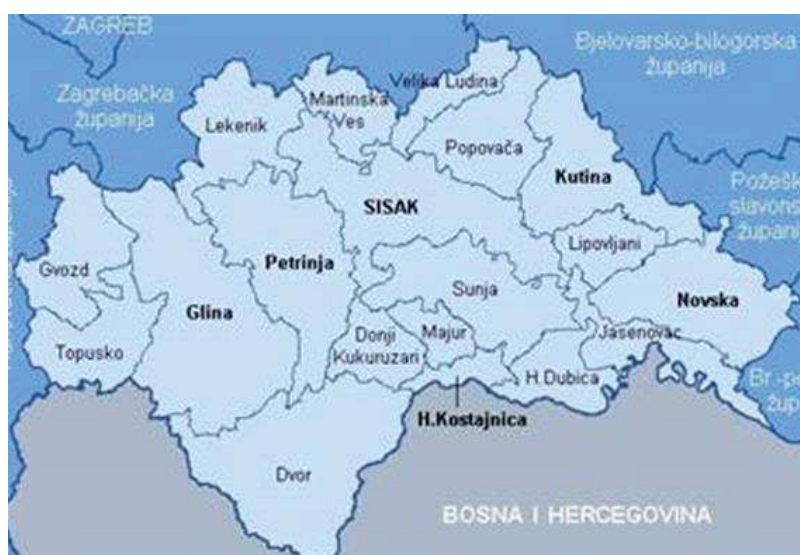 ZAGREB
Bjelovarsko-bilogorska
županija
Zagrebačka
županija
Velika Ludina
Martinska
Ves
Lekenik
Popovača
Kutina
SISAK
Lipovljani
Gvozd
Petrinja
Sunja
Novska
Glina
Topusko
Donji
Kukuruzari
Majur
Jasenovac
H.Dubica
H.Kostajnica
Dvor
BOSNA I HERCEGOVINA